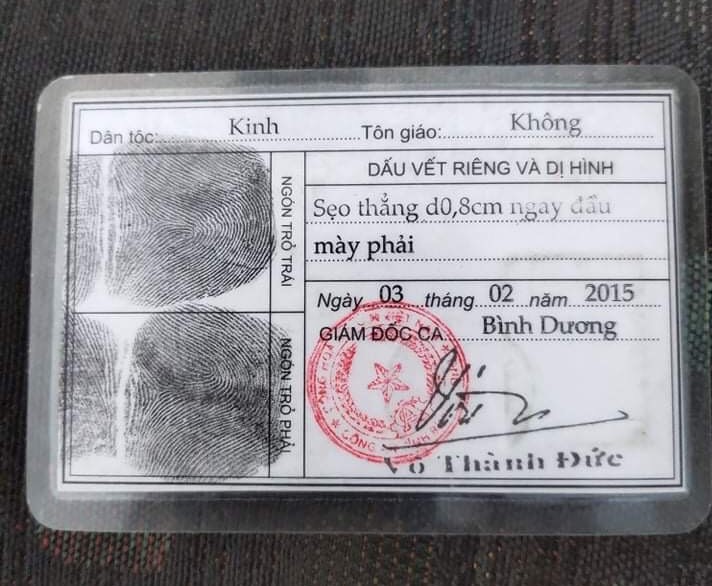 Dân tộc: Kinh Tôn giáo: Không
NGÓN TRỎ TRÁI
NGÓN TRỎ PHẢI
DẤU VẾT RIÊNG VÀ DỊ HÌNH
Sẹo thẳng d0,8cm ngay đầu
mày phải
Ngày 03 tháng 02 năm 2015
GIÁM ĐỐC CA Bình Dương
Võ Thành Đức